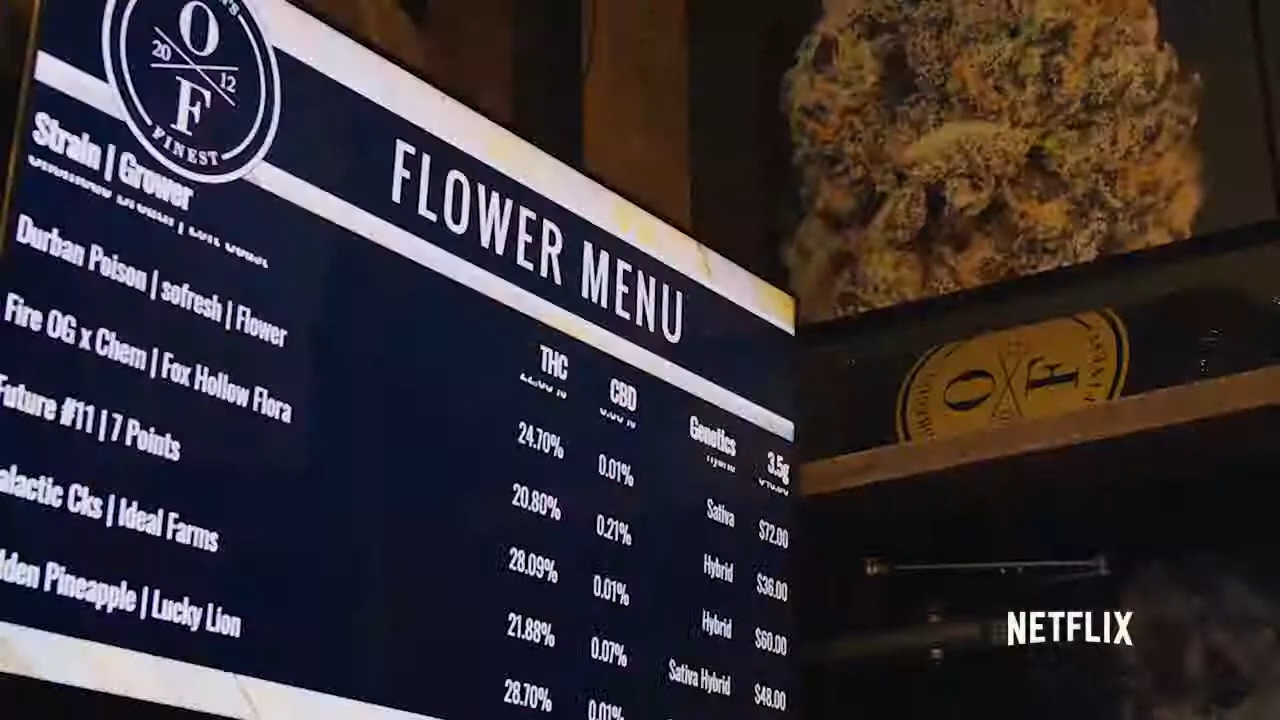 O
20 12
F
FINEST
FLOWER MENU
Strain | Grower THC CBD Genetics 3.5g
Durban Poison | sofresh | Flower 24.70% 0.01% Sativa $72.00
Fire OG x Chem | Fox Hollow Flora 20.80% 0.21% Hybrid $36.00
Future #11 | 7 Points 28.09% 0.01% Hybrid $60.00
alactic Cks | Ideal Farms 21.88% 0.07% Sativa Hybrid $48.00
lden Pineapple | Lucky Lion 28.70% 0.01%
O F
NETFLIX